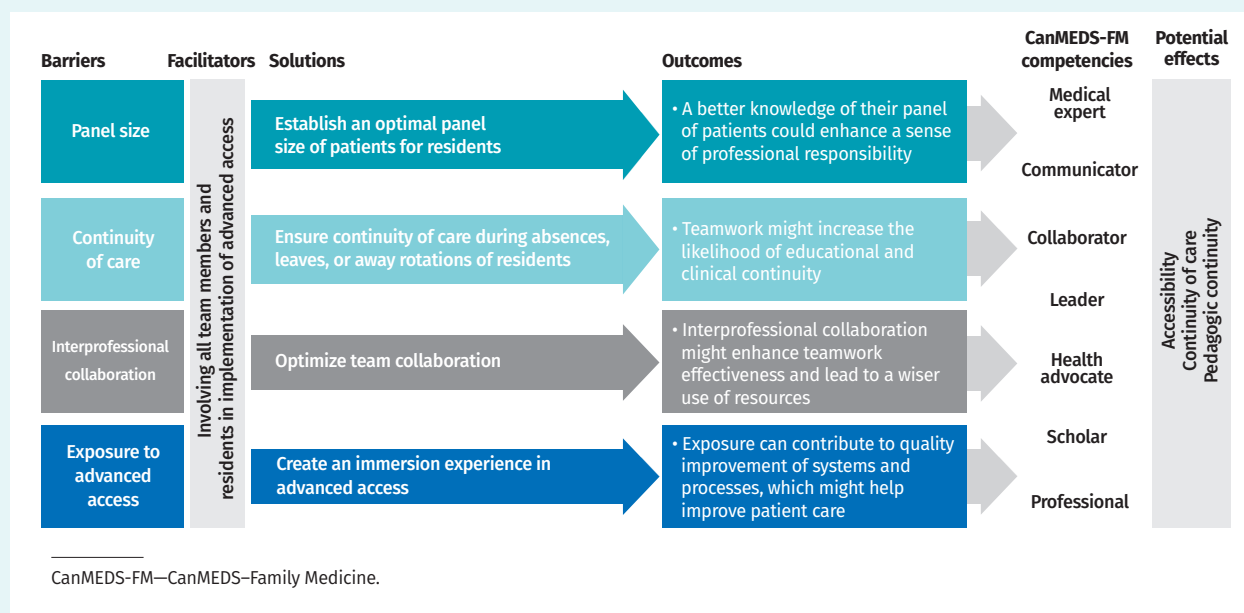 Barriers
Facilitators
Solutions
Outcomes
CanMEDS-FM
competencies
Potential
effects
Panel size
Establish an optimal panel
size of patients for residents
• A better knowledge of their panel
of patients could enhance a sense
of professional responsibility
Continuity
of care
Ensure continuity of care during absences,
leaves, or away rotations of residents
• Teamwork might increase the
likelihood of educational and
clinical continuity
Interprofessional
collaboration
Optimize team collaboration
• Interprofessional collaboration
might enhance teamwork
effectiveness and lead to a wiser
use of resources
Exposure to
advanced
access
Create an immersion experience in
advanced access
• Exposure can contribute to quality
improvement of systems and
processes, which might help
improve patient care
Involving all team members and
residents in implementation of advanced access
Medical
expert
Communicator
Collaborator
Leader
Health
advocate
Scholar
Professional
Accessibility
Continuity of care
Pedagogic continuity
CanMEDS-FM—CanMEDS–Family Medicine.